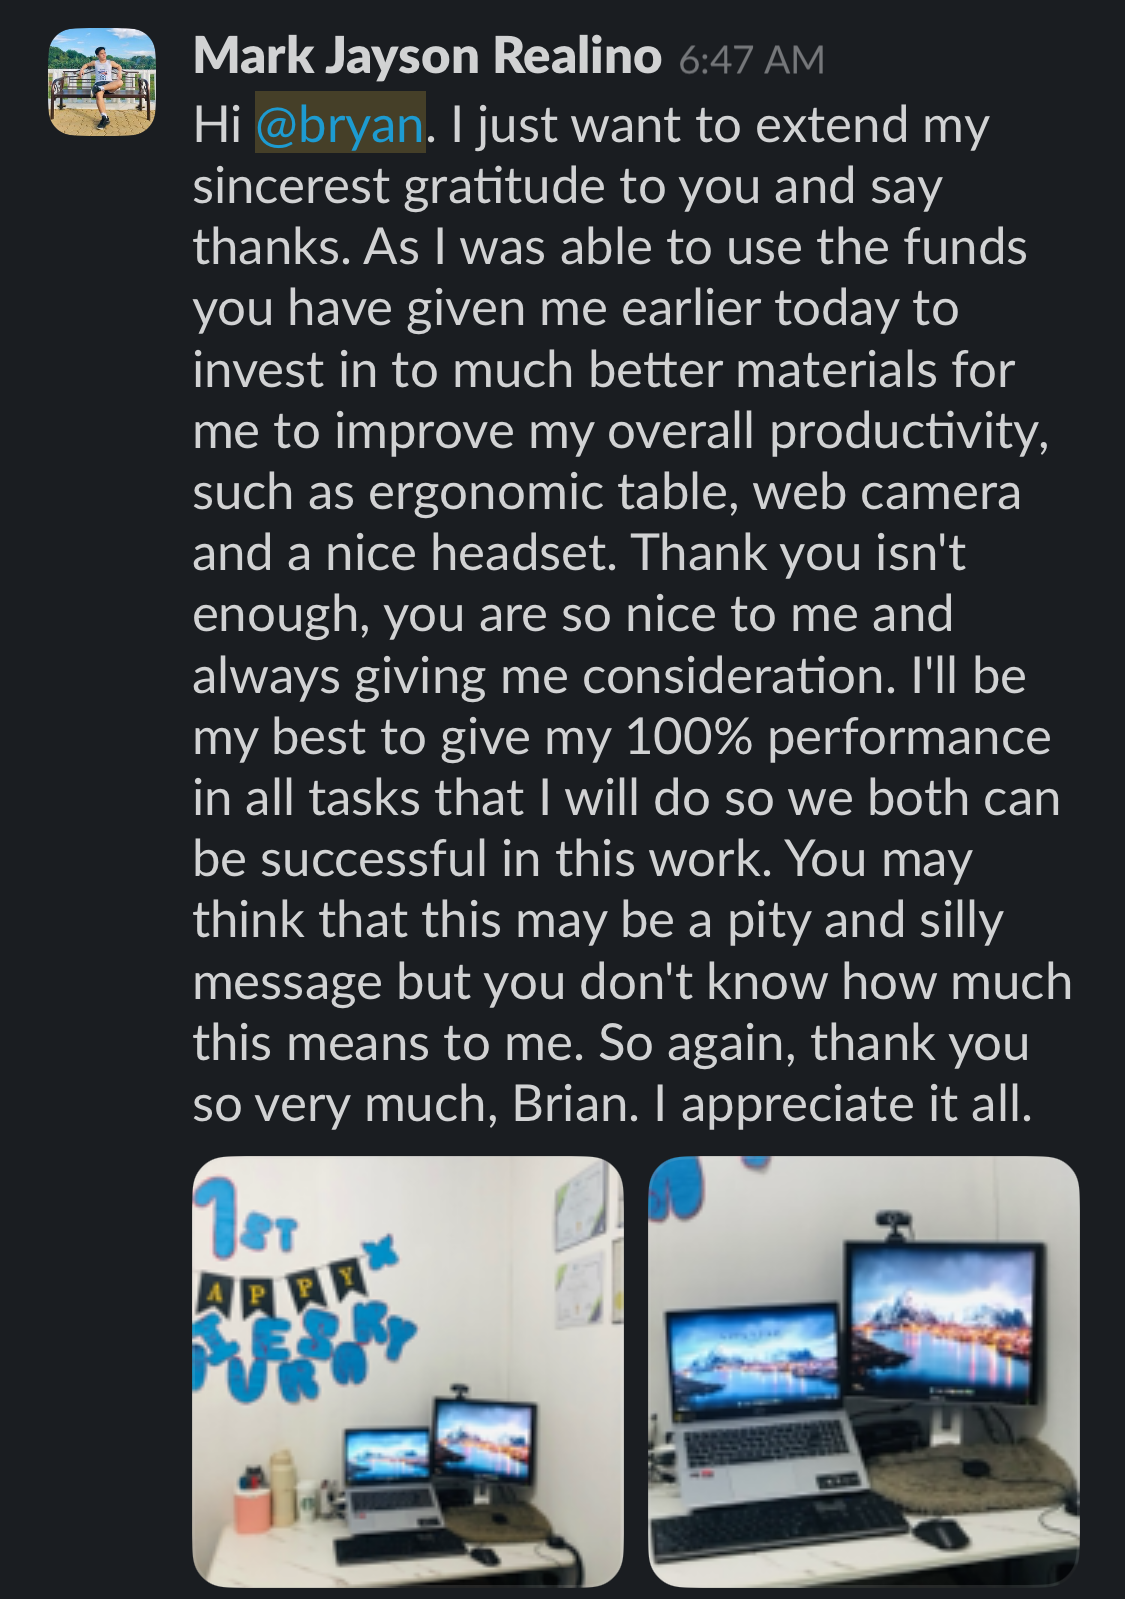 Mark Jayson Realino 6:47 AM
Hi @bryan. I just want to extend my
sincerest gratitude to you and say
thanks. As I was able to use the funds
you have given me earlier today to
invest in to much better materials for
me to improve my overall productivity,
such as ergonomic table, web camera
and a nice headset. Thank you isn't
enough, you are so nice to me and
always giving me consideration. I'll be
my best to give my 100% performance
in all tasks that I will do so we both can
be successful in this work. You may
think that this may be a pity and silly
message but you don't know how much
this means to me. So again, thank you
so very much, Brian. I appreciate it all.
1ST
APPY